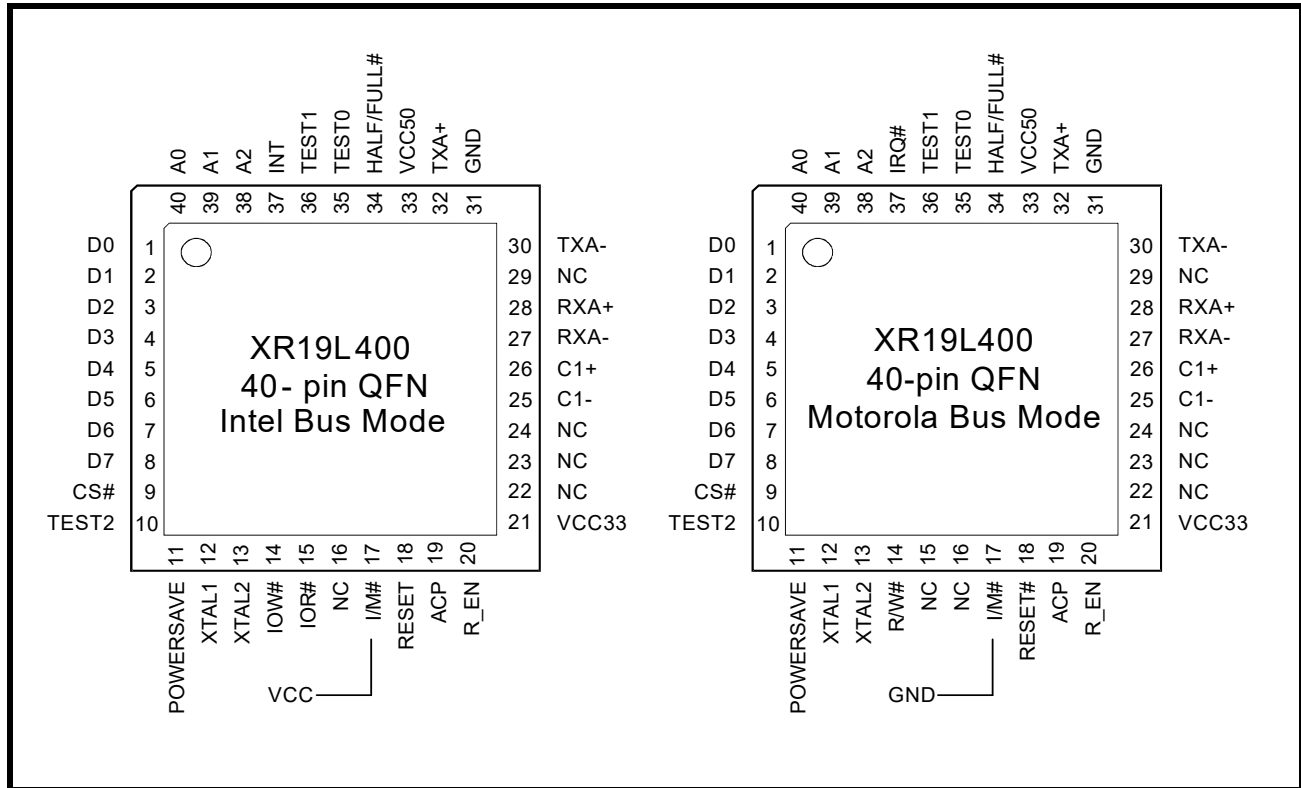 A0 A1 A2 INT TEST1 TEST0 HALF/FULL# VCC50 TXA+ GND
40 39 38 37 36 35 34 33 32 31
D0 1
D1 2
D2 3
D3 4
D4 5
D5 6
D6 7
D7 8
CS# 9
TEST2 10
XR19L400
40- pin QFN
Intel Bus Mode
30 TXA-
29 NC
28 RXA+
27 RXA-
26 C1+
25 C1-
24 NC
23 NC
22 NC
21 VCC33
11 12 13 14 15 16 17 18 19 20
POWERSAVE XTAL1 XTAL2 IOW# IOR# NC I/M# RESET ACP R_EN
VCC
A0 A1 A2 IRQ# TEST1 TEST0 HALF/FULL# VCC50 TXA+ GND
40 39 38 37 36 35 34 33 32 31
D0 1
D1 2
D2 3
D3 4
D4 5
D5 6
D6 7
D7 8
CS# 9
TEST2 10
XR19L400
40-pin QFN
Motorola Bus Mode
30 TXA-
29 NC
28 RXA+
27 RXA-
26 C1+
25 C1-
24 NC
23 NC
22 NC
21 VCC33
11 12 13 14 15 16 17 18 19 20
POWERSAVE XTAL1 XTAL2 R/W# NC NC I/M# RESET# ACP R_EN
GND